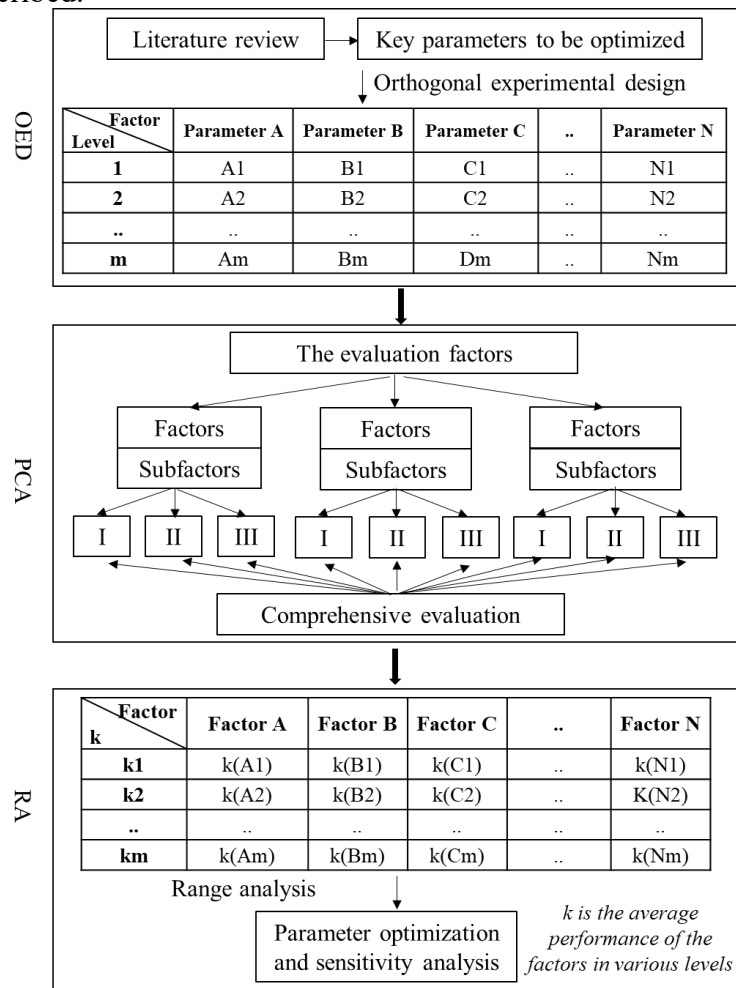 Literature review
Key parameters to be optimized
Orthogonal experimental design
OED
Factor
Level
Parameter A
Parameter B
Parameter C
..
Parameter N
1 A1 B1 C1 .. N1
2 A2 B2 C2 .. N2
.. .. .. .. .. ..
m Am Bm Dm .. Nm
PCA
The evaluation factors
Factors Factors Factors
Subfactors Subfactors Subfactors
I II III I II III I II III
Comprehensive evaluation
RA
Factor
k
Factor A
Factor B
Factor C
..
Factor N
k1 k(A1) k(B1) k(C1) .. k(N1)
k2 k(A2) k(B2) k(C2) .. K(N2)
.. .. .. .. .. ..
km k(Am) k(Bm) k(Cm) .. k(Nm)
Range analysis
Parameter optimization
and sensitivity analysis
k is the average
performance of the
factors in various levels